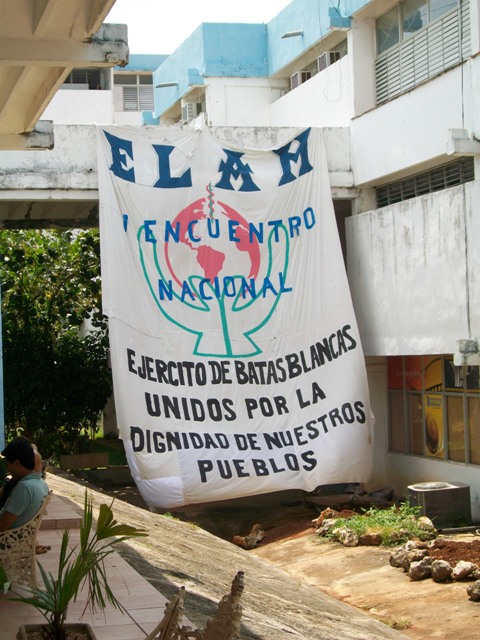 ELAM
I ENCUENTRO
NACIONAL
EJERCITO DE BATAS BLANCAS
UNIDOS POR LA
DIGNIDAD DE NUESTROS
PUEBLOS